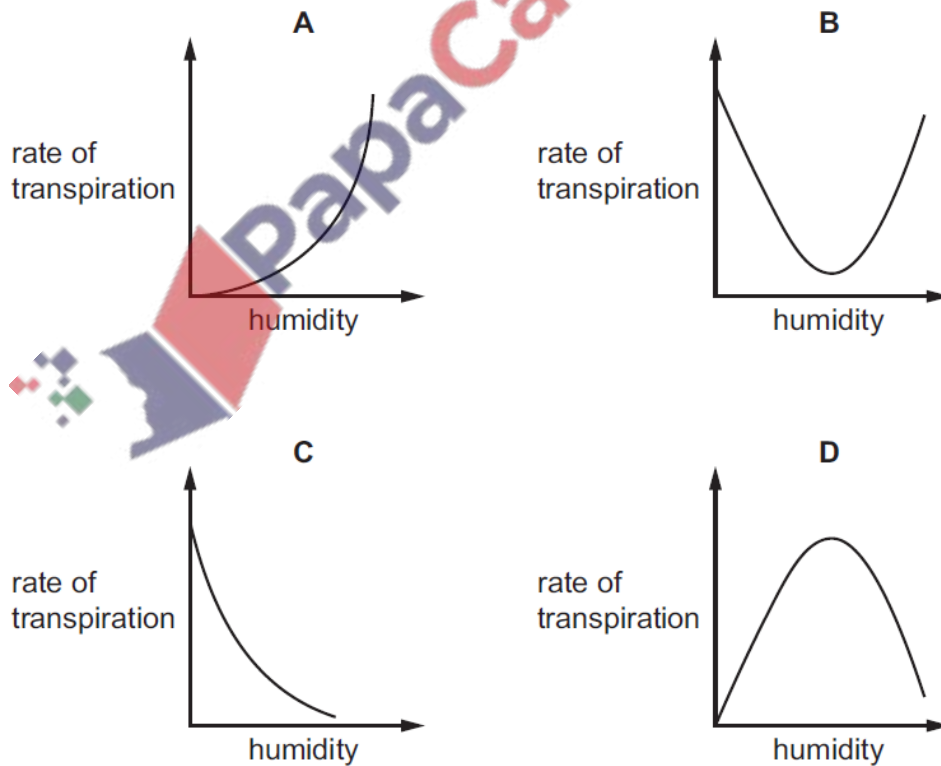 A
B
rate of
transpiration
humidity
rate of
transpiration
humidity
PapaCa
C
D
rate of
transpiration
humidity
rate of
transpiration
humidity